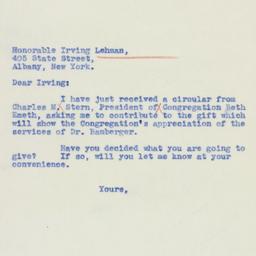 Honorable Irving Lehman,
405 State Street,
Albany, New York.
Dear Irving:
I have just received a circular from
Charles M. Stern, President of Congregation Beth
Emeth, asking me to contribute to the gift which
will show the Congregation's appreciation of the
services of Dr. Bamberger.
Have you decided what you are going to
give? If so, will you let me know at your
convenience.
Yours,